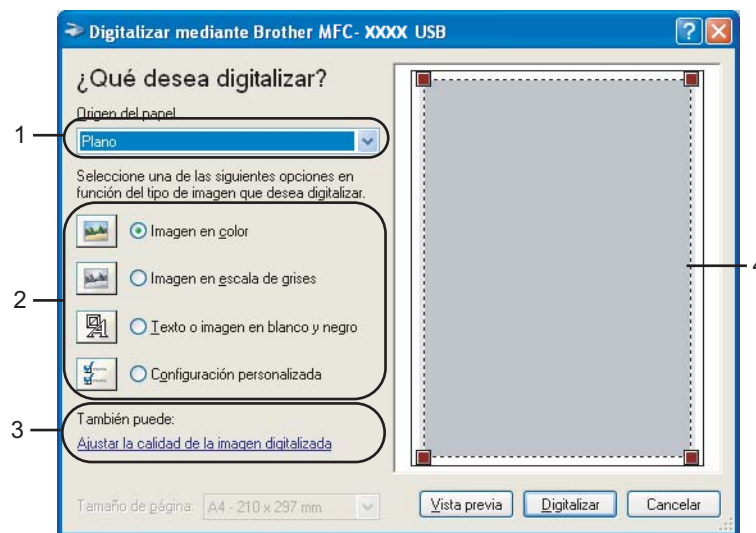 Digitalizar mediante Brother MFC- XXXX USB
¿Qué desea digitalizar?
Origen del papel
1
Plano
Seleccione una de las siguientes opciones en
función del tipo de imagen que desea digitalizar.
Imagen en color
Imagen en escala de grises
2
Texto o imagen en blanco y negro
Configuración personalizada
3
También puede:
Ajustar la calidad de la imagen digitalizada
4
Tamaño de página:
A4 - 210 x 297 mm
Vista previa
Digitalizar
Cancelar